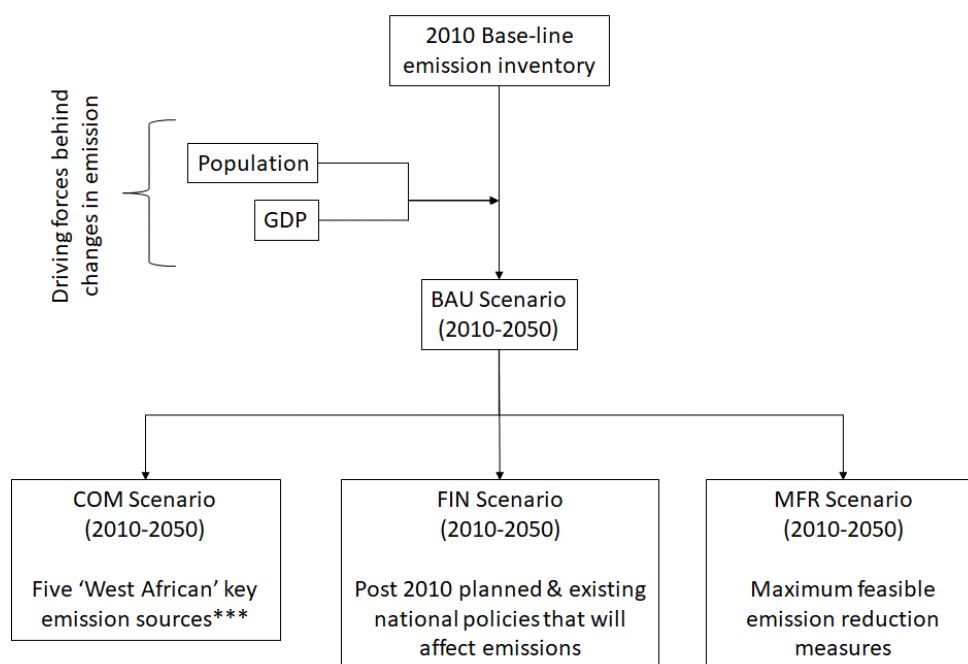 2010 Base-line
emission inventory
Driving forces behind
changes in emission
Population
GDP
BAU Scenario
(2010-2050)
COM Scenario
(2010-2050)
Five ‘West African’ key
emission sources***
FIN Scenario
(2010-2050)
Post 2010 planned & existing
national policies that will
affect emissions
MFR Scenario
(2010-2050)
Maximum feasible
emission reduction
measures